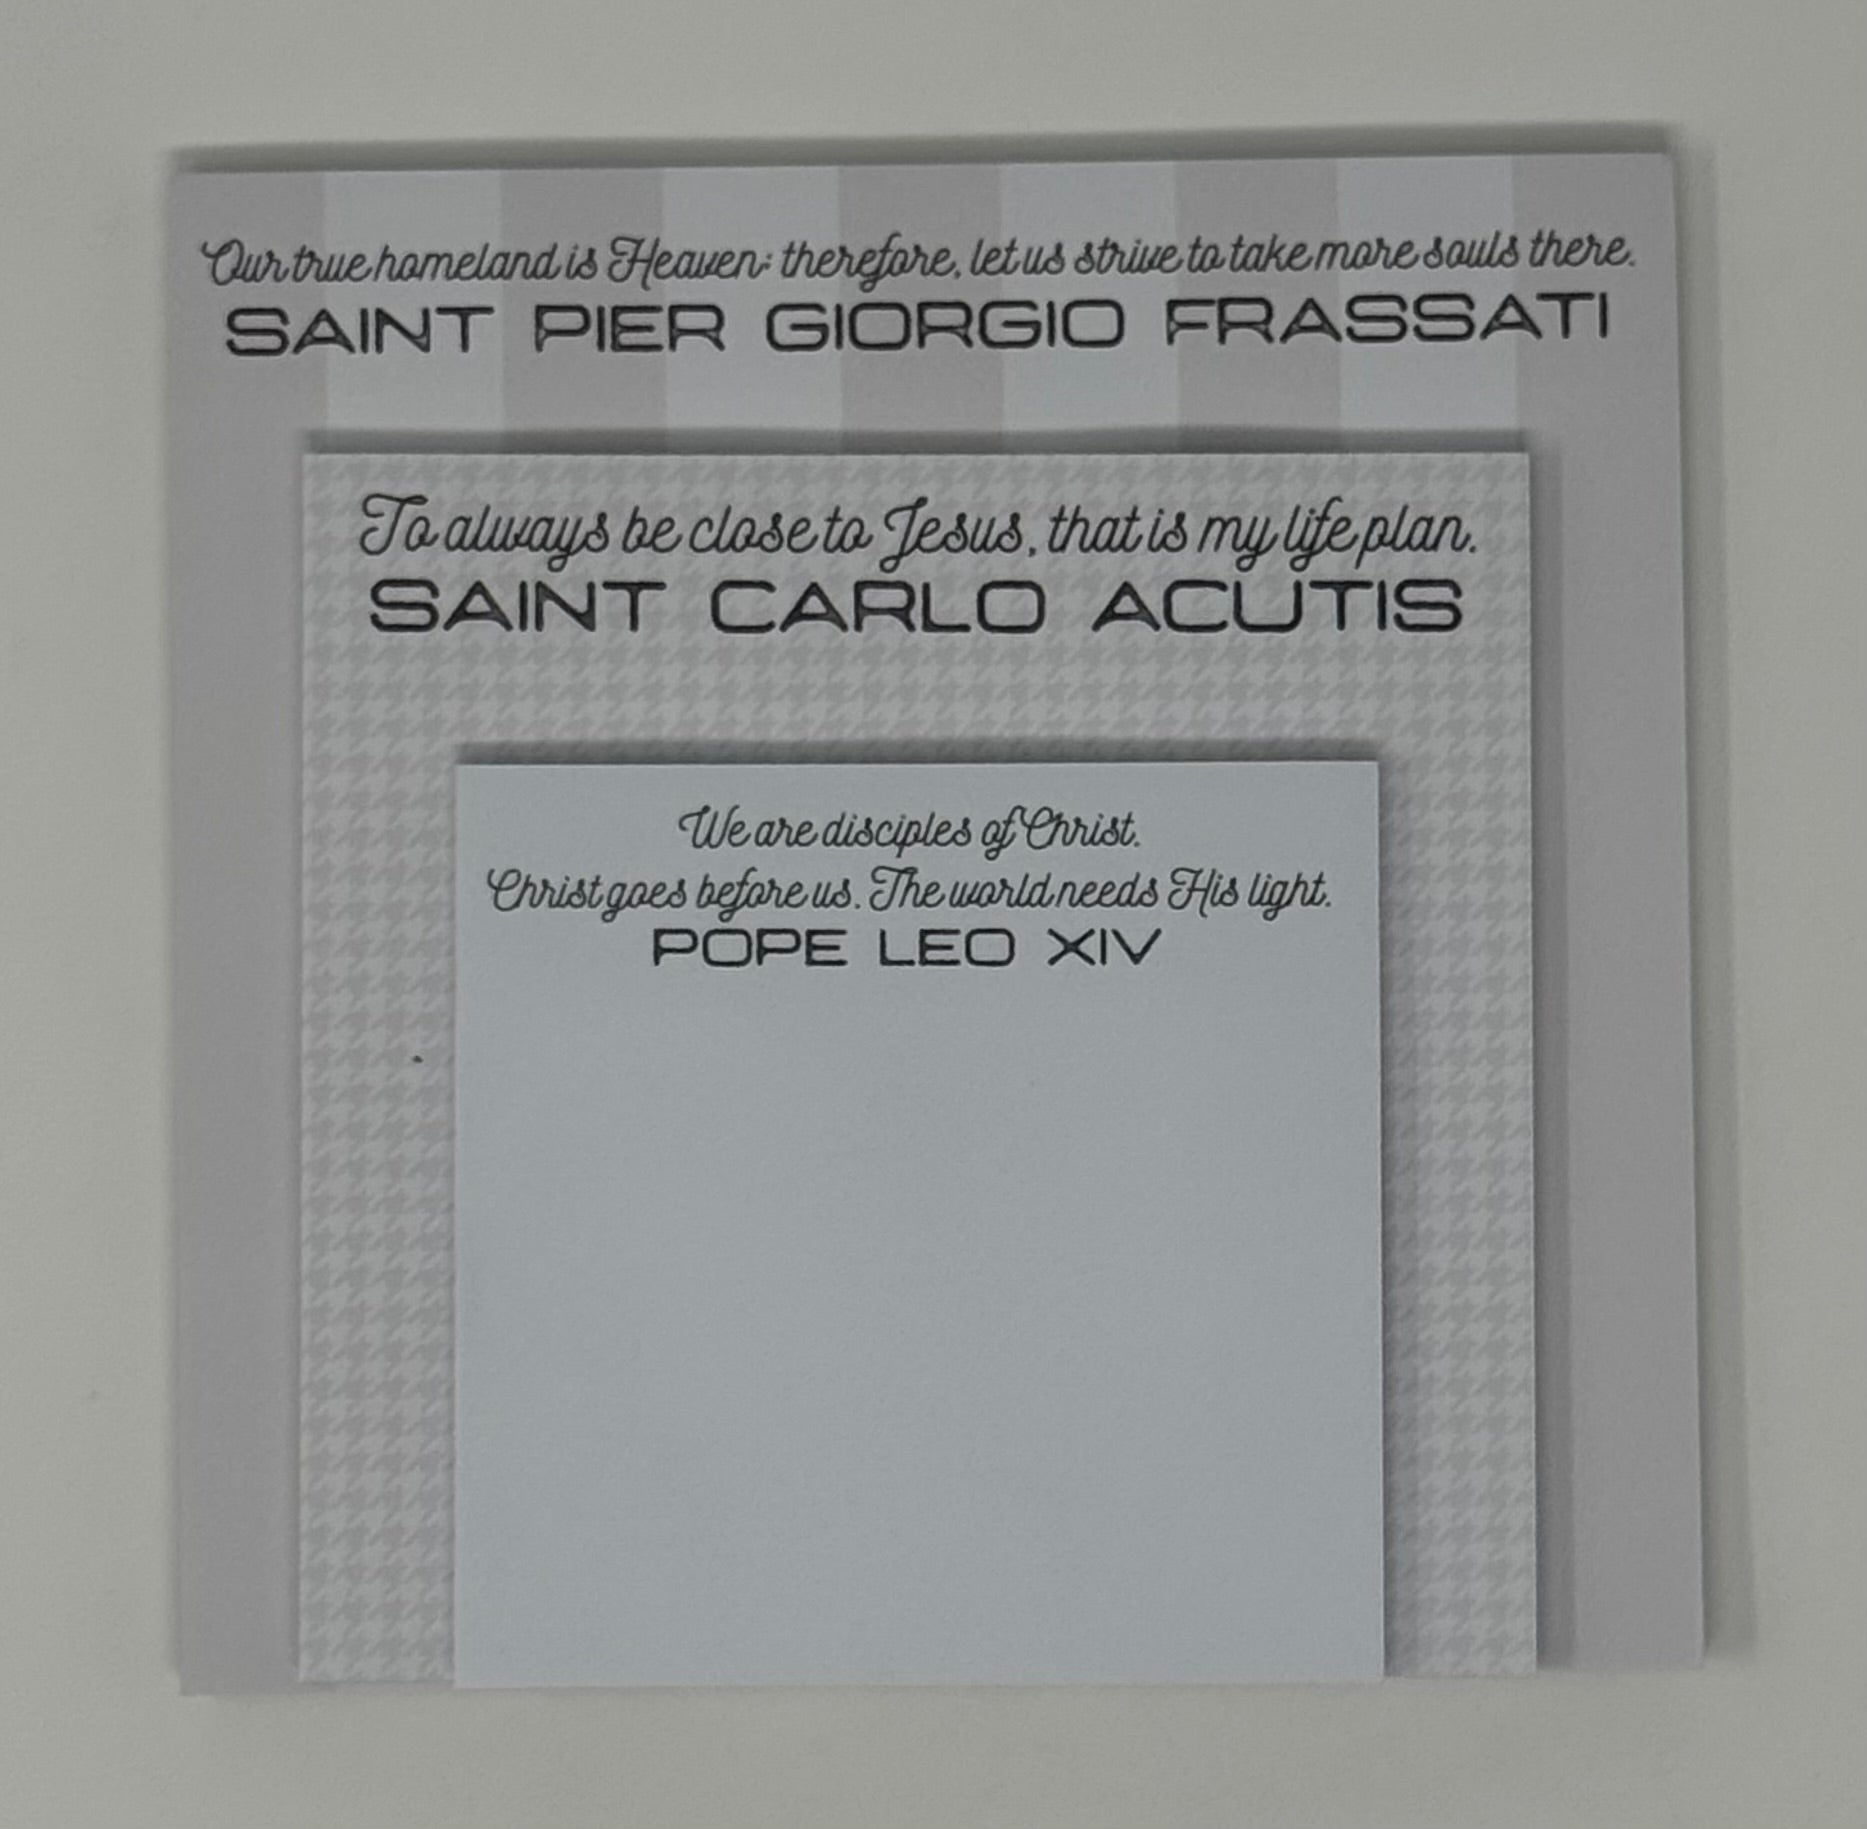 Our true homeland is Heaven; therefore, let us strive to take more souls there.
SAINT PIER GIORGIO FRASSATI
To always be close to Jesus, that is my life plan.
SAINT CARLO ACUTIS
We are disciples of Christ.
Christ goes before us. The world needs His light.
POPE LEO XIV